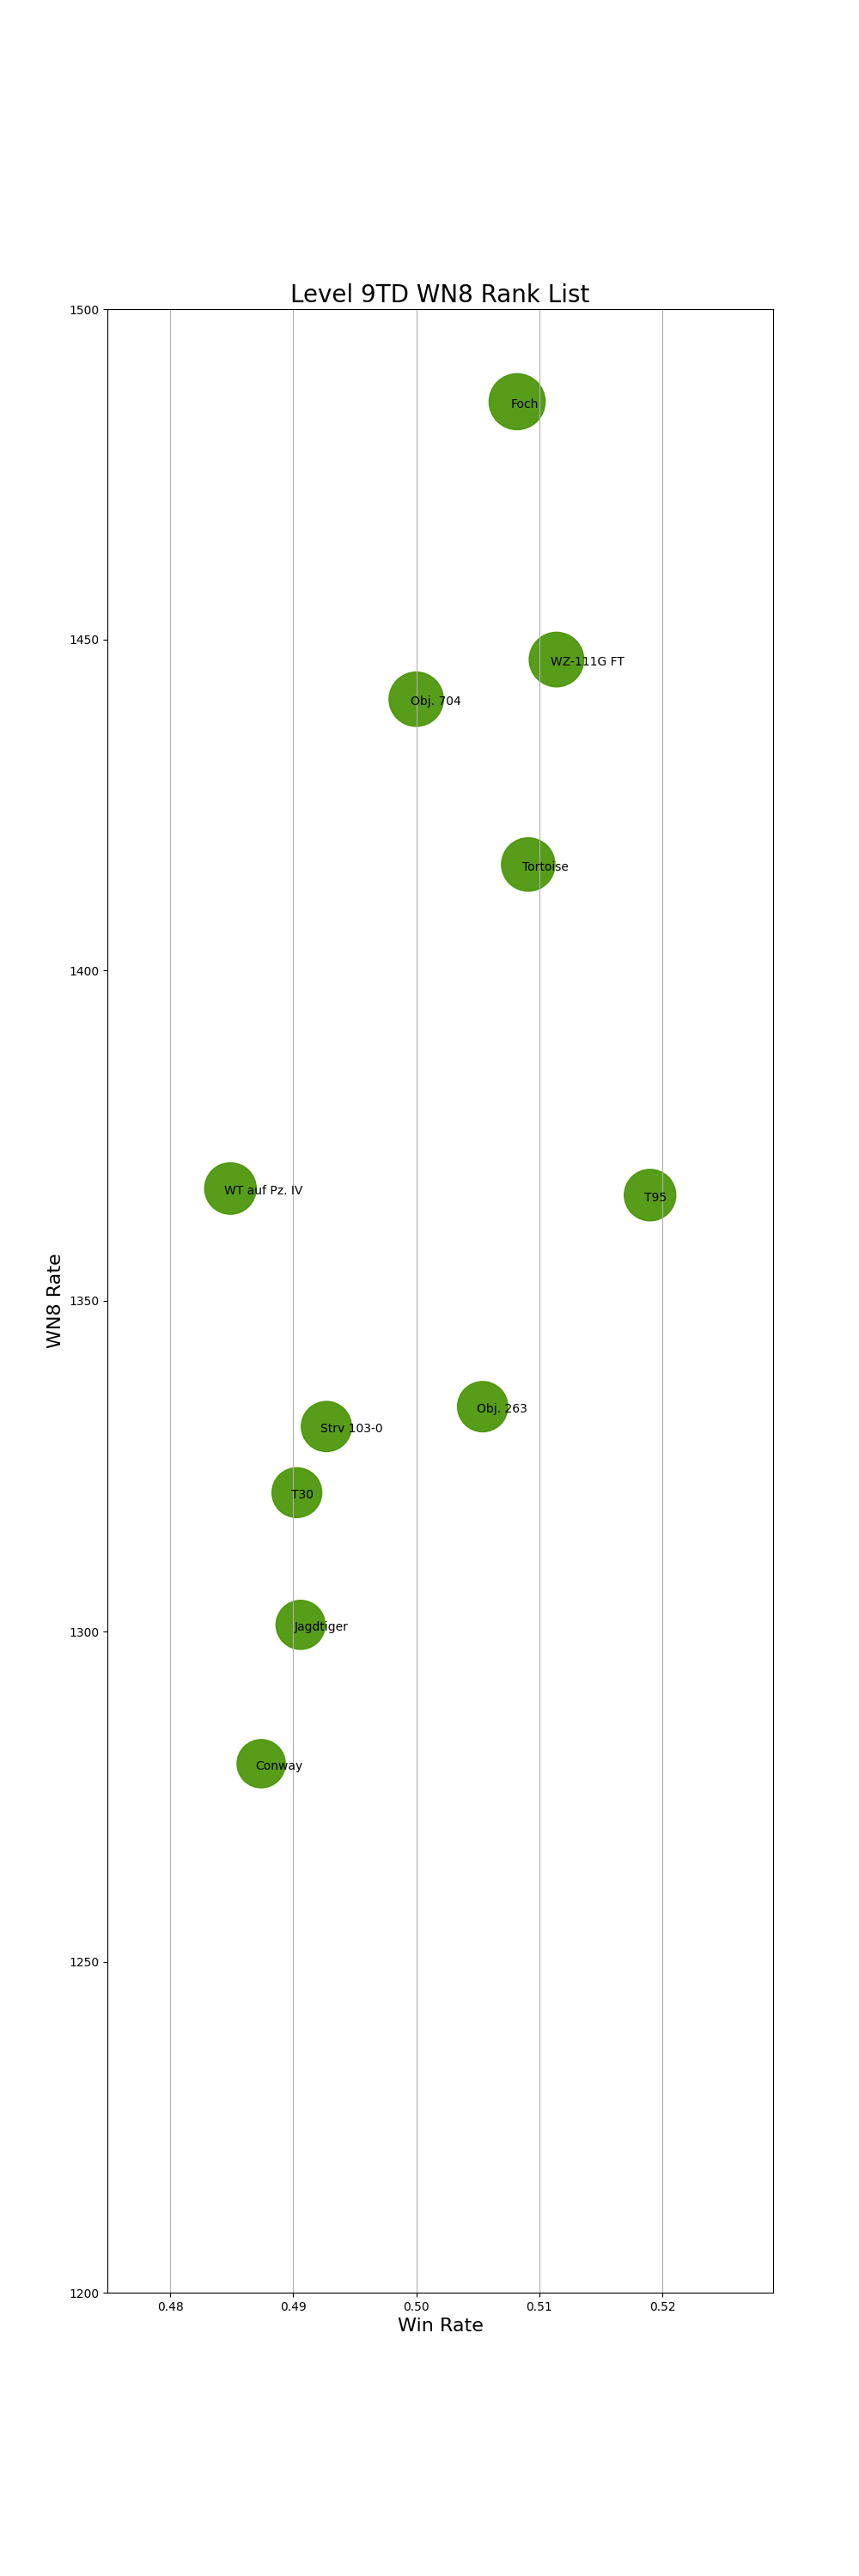 Level 9TD WN8 Rank List
1500
Foch
1450
WZ-111G FT
Obj. 704
Tortoise
1400
WT auf Pz. IV
T95
1350
WN8 Rate
Obj. 263
Strv 103-0
T30
1300
Jagdtiger
Conway
1250
1200
0.48 0.49 0.50 0.51 0.52
Win Rate